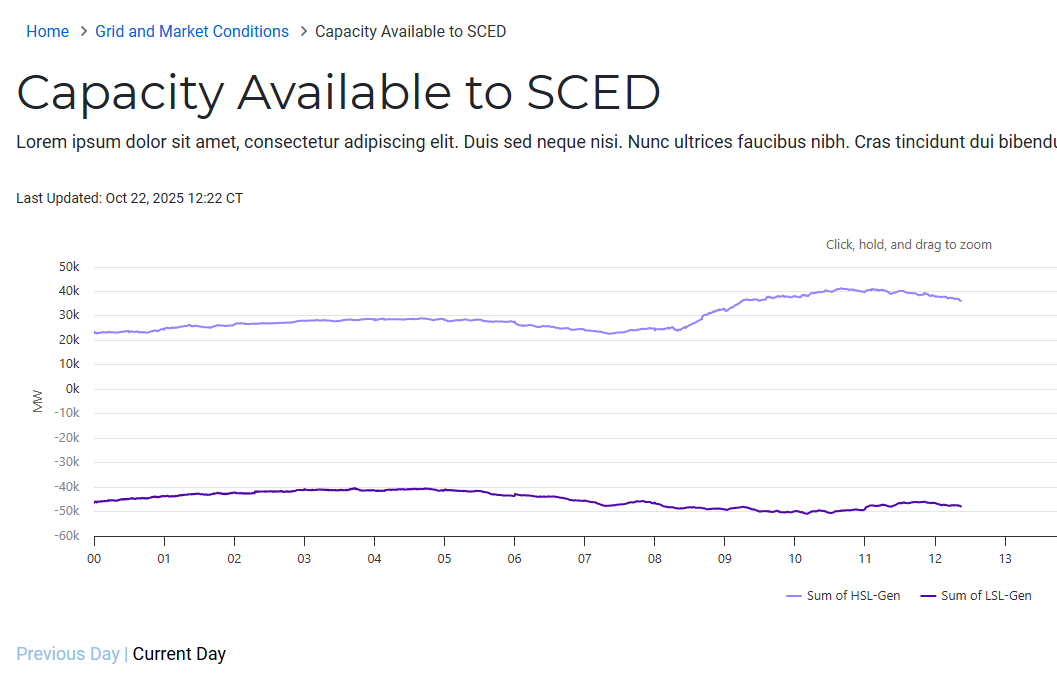 Home > Grid and Market Conditions > Capacity Available to SCED
Capacity Available to SCED
Lorem ipsum dolor sit amet, consectetur adipiscing elit. Duis sed neque nisi. Nunc ultrices faucibus nibh. Cras tincidunt dui
Last Updated: Oct 22, 2025 12:22 CT
Click, hold, and drag to zoom
50k
40k
30k
20k
10k
0k
-10k
-20k
-30k
-40k
-50k
-60k
MW
00 01 02 03 04 05 06 07 08 09 10 11 12 13
Sum of HSL-Gen Sum of LSL-Gen
Previous Day | Current Day